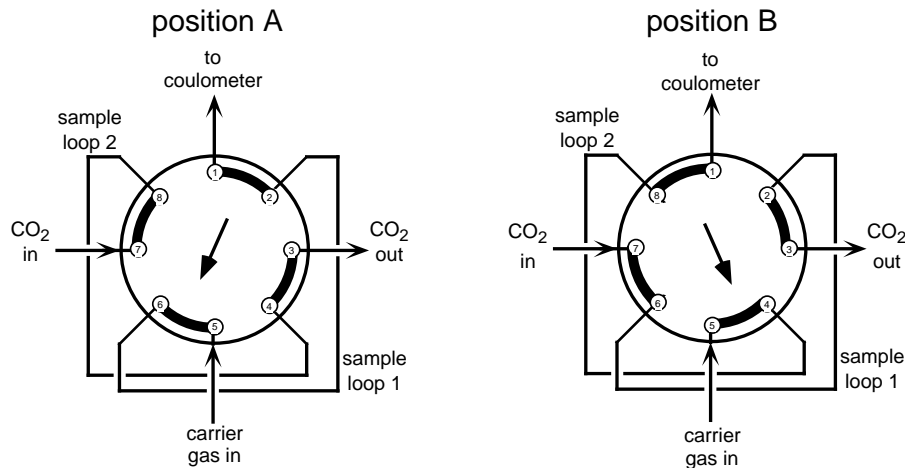 position A
to
coulometer
sample
loop 2
1
2
8
CO2
in
7
3
CO2
out
6
5
4
sample
loop 1
carrier
gas in
position B
to
coulometer
sample
loop 2
1
8
2
CO2
in
7
3
CO2
out
6
5
4
sample
loop 1
carrier
gas in